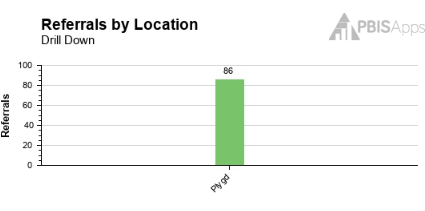 Referrals by Location
Drill Down
PBISApps
Referrals
100
80
60
40
20
0
86
Plygd